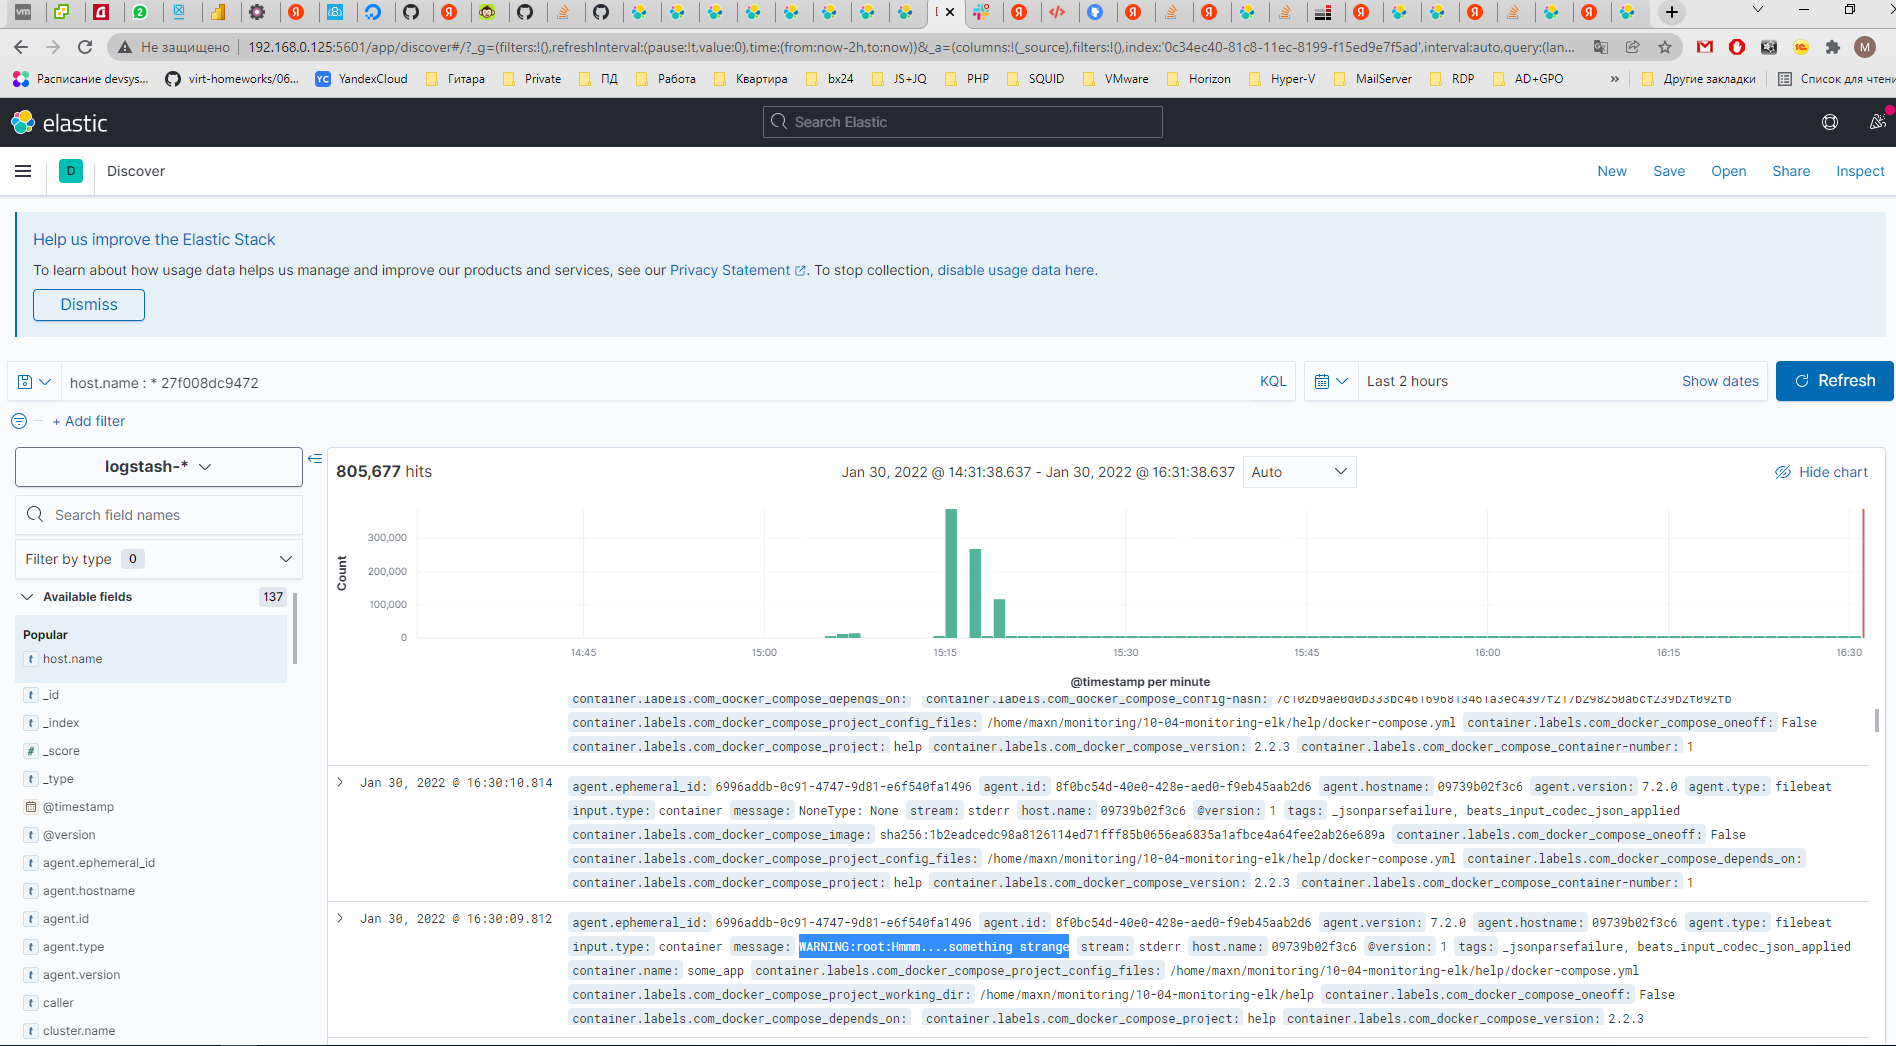 Не защищено 192.168.0.125:5601/app/discover#/?_g=(filters:!(),refreshInterval:(pause:!t,value:0),time:(from:now-2h,to:now))&_a=(columns:!(_source),filters:!(),index:'0c34ec40-81c8-11ec-8199-f15ed9e7f5ad',interval:auto,query:(lan...
Расписание devsys... virt-homeworks/06... YC YandexCloud Гитара Private ПД Работа Квартира bx24 JS+JQ PHP SQUID VMware Horizon Hyper-V MailServer RDP AD+GPO » Другие закладки Список для чтени
elastic Search Elastic
D Discover New Save Open Share Inspect
Help us improve the Elastic Stack
To learn about how usage data helps us manage and improve our products and services, see our Privacy Statement. To stop collection, disable usage data here.
Dismiss
host.name : * 27f008dc9472 KQL Last 2 hours Show dates Refresh
+ Add filter
logstash-*
805,677 hits Jan 30, 2022 @ 14:31:38.637 - Jan 30, 2022 @ 16:31:38.637 Auto Hide chart
Search field names
Filter by type 0
Available fields 137
Popular
host.name
_id
_index
_score
_type
@timestamp
@version
agent.ephemeral_id
agent.hostname
agent.id
agent.type
agent.version
caller
cluster.name
Count
300,000
200,000
100,000
0
14:45 15:00 15:15 15:30 15:45 16:00 16:15 16:30
@timestamp per minute
container.labels.com_docker_compose_depends_on: container.labels.com_docker_compose_config-hash: 7c102b9ae0d0b333bc461696813461a3ec4397f217b298250a6cf239b2f092fb
container.labels.com_docker_compose_project_config_files: /home/maxn/monitoring/10-04-monitoring-elk/help/docker-compose.yml container.labels.com_docker_compose_oneoff: False
container.labels.com_docker_compose_project: help container.labels.com_docker_compose_version: 2.2.3 container.labels.com_docker_compose_container-number: 1
Jan 30, 2022 @ 16:30:10.814 agent.ephemeral_id: 6996addb-0c91-4747-9d81-e6f540fa1496 agent.id: 8f0bc54d-40e0-428e-aed0-f9eb45aab2d6 agent.hostname: 09739b02f3c6 agent.version: 7.2.0 agent.type: filebeat
input.type: container message: NoneType: None stream: stderr host.name: 09739b02f3c6 @version: 1 tags: _jsonparsefailure, beats_input_codec_json_applied
container.labels.com_docker_compose_image: sha256:1b2eadcedc98a8126114ed71fff85b0656ea6835a1afbce4a64fee2ab26e689a container.labels.com_docker_compose_oneoff: False
container.labels.com_docker_compose_project_config_files: /home/maxn/monitoring/10-04-monitoring-elk/help/docker-compose.yml container.labels.com_docker_compose_depends_on:
container.labels.com_docker_compose_project: help container.labels.com_docker_compose_version: 2.2.3 container.labels.com_docker_compose_container-number: 1
Jan 30, 2022 @ 16:30:09.812 agent.ephemeral_id: 6996addb-0c91-4747-9d81-e6f540fa1496 agent.id: 8f0bc54d-40e0-428e-aed0-f9eb45aab2d6 agent.version: 7.2.0 agent.hostname: 09739b02f3c6 agent.type: filebeat
input.type: container message: WARNING:root:Hmmm....something strange stream: stderr host.name: 09739b02f3c6 @version: 1 tags: _jsonparsefailure, beats_input_codec_json_applied
container.name: some_app container.labels.com_docker_compose_project_config_files: /home/maxn/monitoring/10-04-monitoring-elk/help/docker-compose.yml
container.labels.com_docker_compose_project_working_dir: /home/maxn/monitoring/10-04-monitoring-elk/help container.labels.com_docker_compose_oneoff: False
container.labels.com_docker_compose_depends_on: container.labels.com_docker_compose_project: help container.labels.com_docker_compose_version: 2.2.3